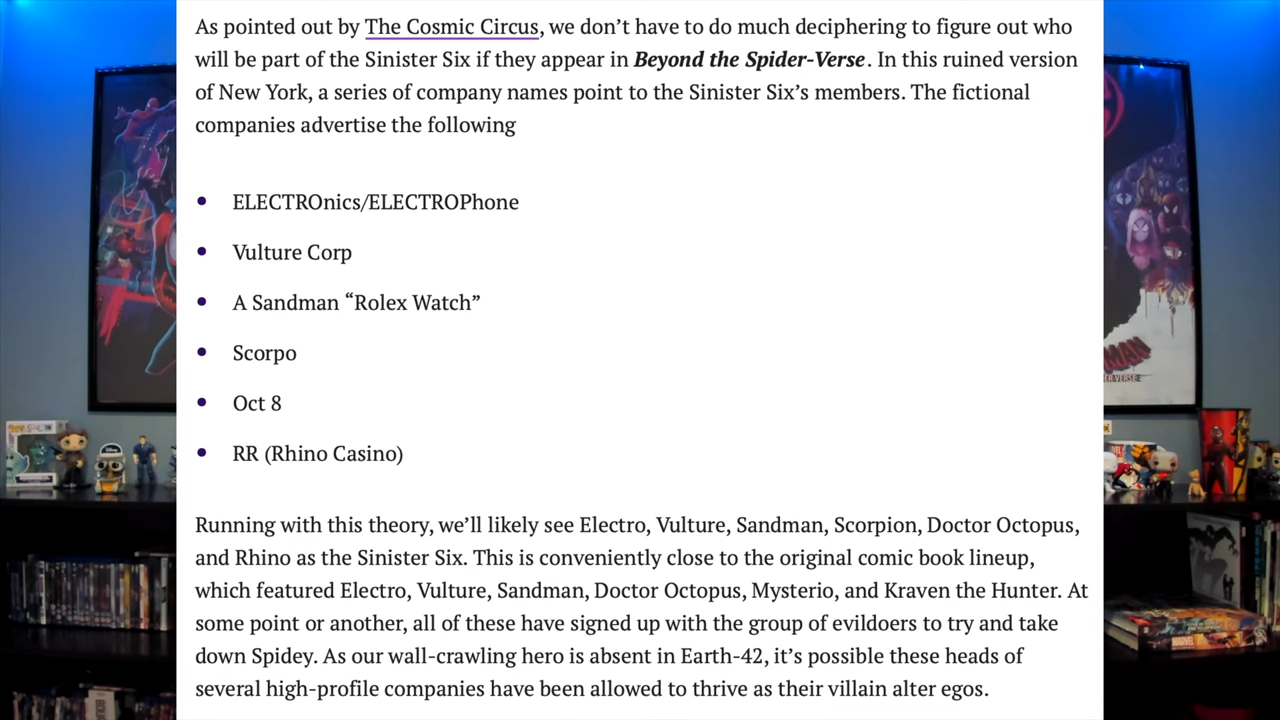 As pointed out by The Cosmic Circus, we don’t have to do much deciphering to figure out who
will be part of the Sinister Six if they appear in Beyond the Spider-Verse. In this ruined version
of New York, a series of company names point to the Sinister Six’s members. The fictional
companies advertise the following
• ELECTROnics/ELECTROPhone
• Vulture Corp
• A Sandman “Rolex Watch”
• Scorpo
• Oct 8
• RR (Rhino Casino)
Running with this theory, we’ll likely see Electro, Vulture, Sandman, Scorpion, Doctor Octopus,
and Rhino as the Sinister Six. This is conveniently close to the original comic book lineup,
which featured Electro, Vulture, Sandman, Doctor Octopus, Mysterio, and Kraven the Hunter. At
some point or another, all of these have signed up with the group of evildoers to try and take
down Spidey. As our wall-crawling hero is absent in Earth-42, it’s possible these heads of
several high-profile companies have been allowed to thrive as their villain alter egos.
MARVEL